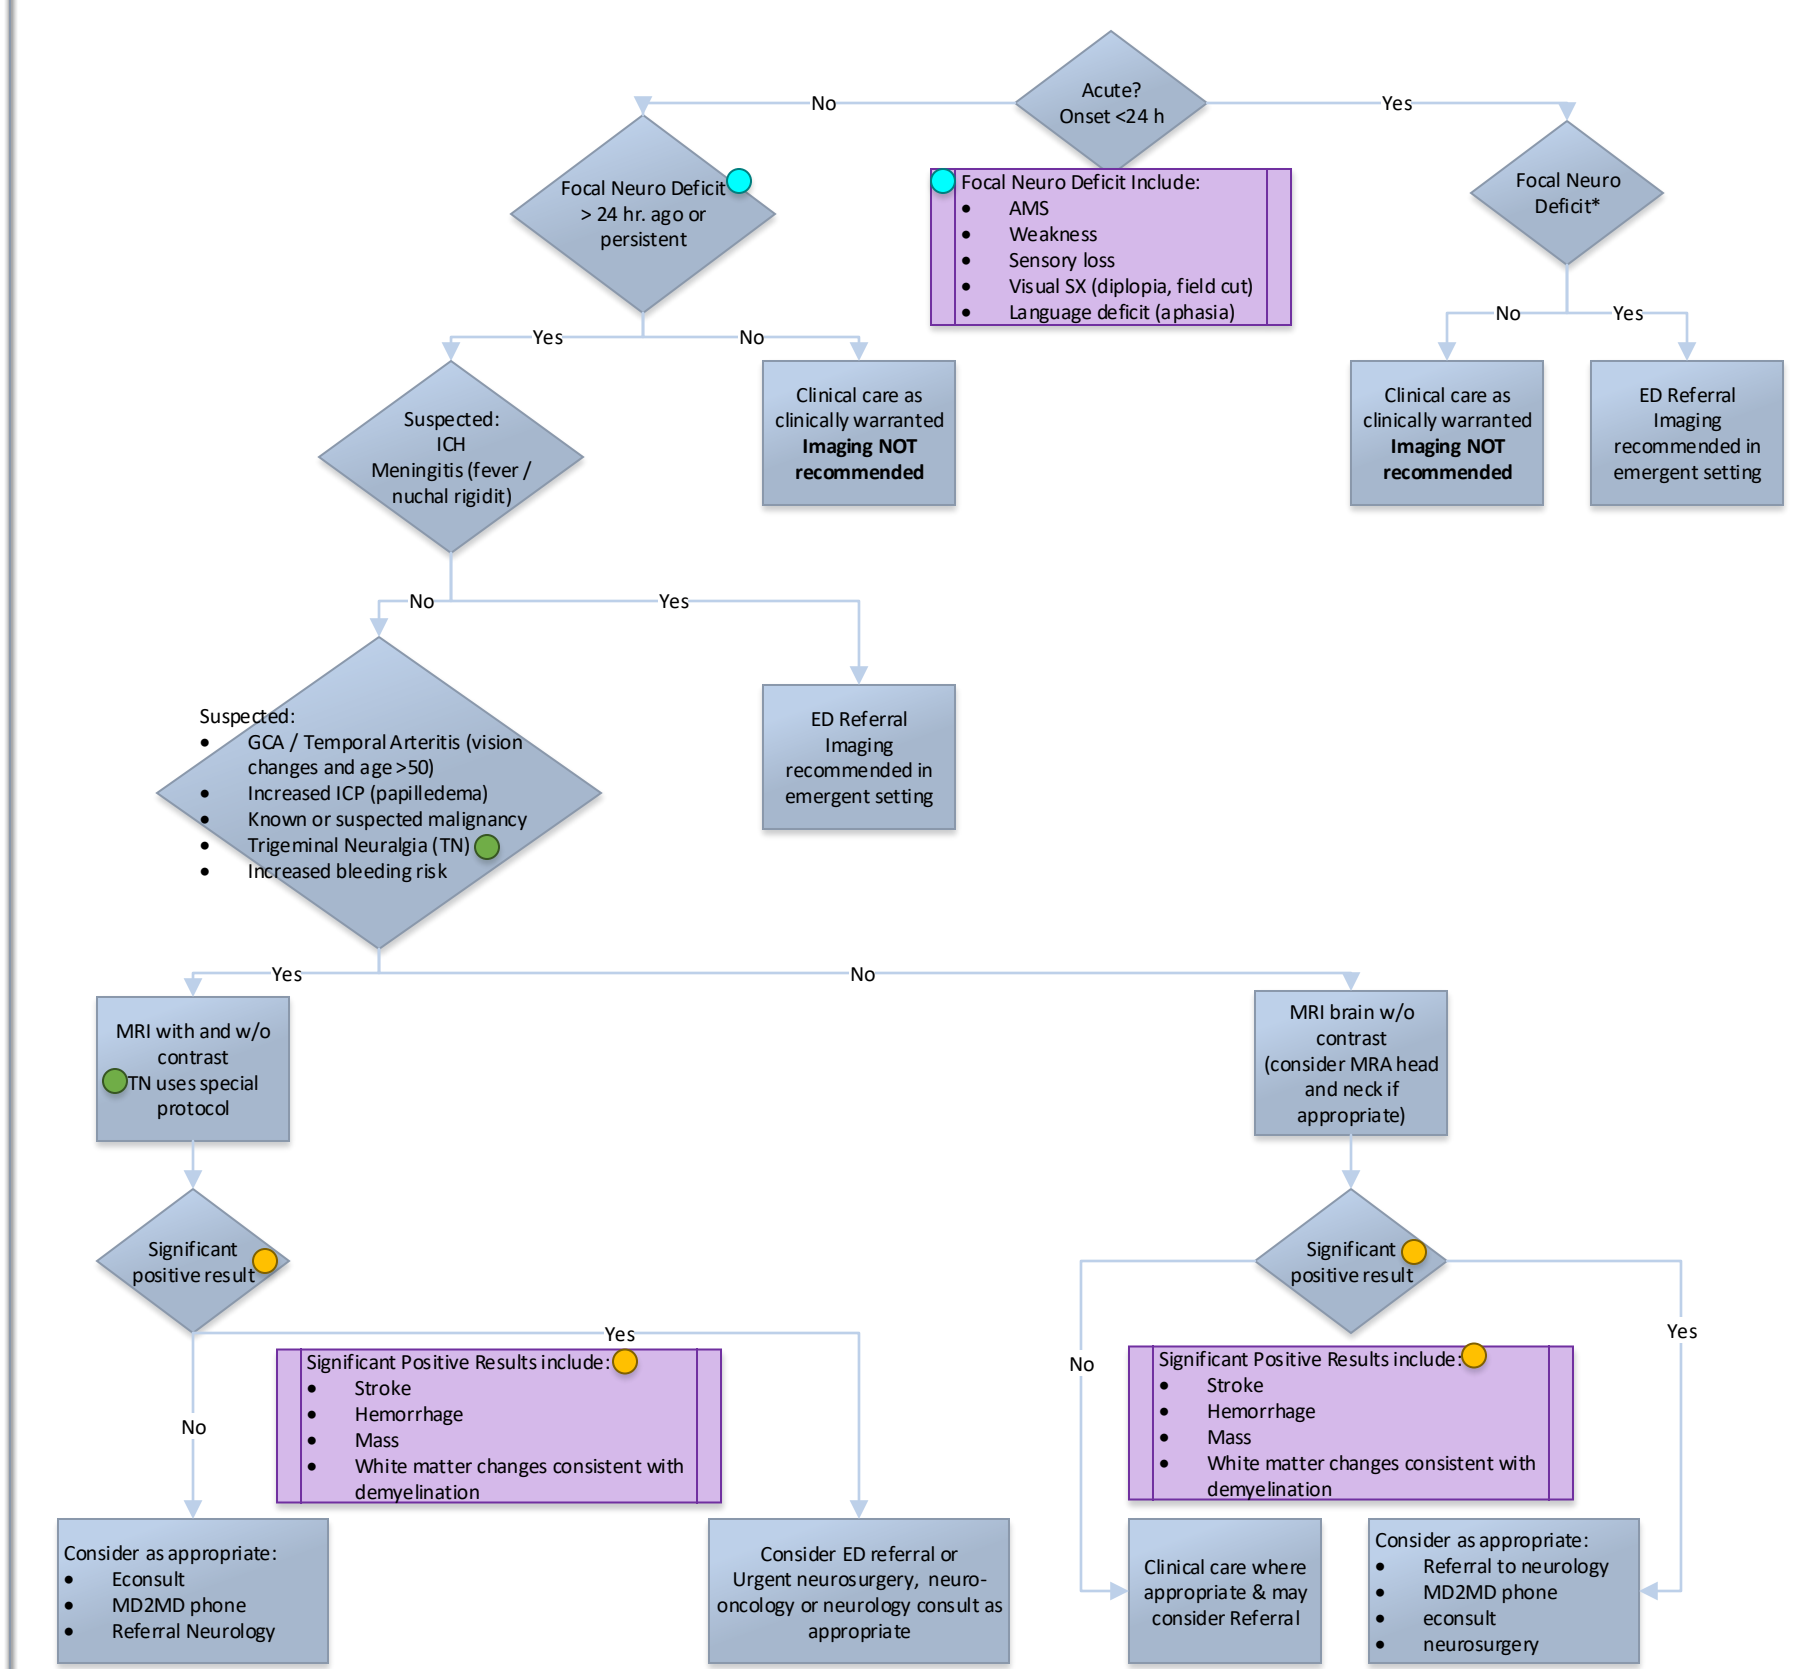 Acute?
Onset <24 h
No
Yes
Focal Neuro Deficit
> 24 hr. ago or
persistent
Focal Neuro Deficit Include:
• AMS
• Weakness
• Sensory loss
• Visual SX (diplopia, field cut)
• Language deficit (aphasia)
Focal Neuro
Deficit*
Yes
No
No
Yes
Suspected:
ICH
Meningitis (fever /
nuchal rigidit)
Clinical care as
clinically warranted
Imaging NOT
recommended
Clinical care as
clinically warranted
Imaging NOT
recommended
ED Referral
Imaging
recommended in
emergent setting
No
Yes
Suspected:
• GCA / Temporal Arteritis (vision
changes and age >50)
• Increased ICP (papilledema)
• Known or suspected malignancy
• Trigeminal Neuralgia (TN)
• Increased bleeding risk
ED Referral
Imaging
recommended in
emergent setting
Yes
No
MRI with and w/o
contrast
TN uses special
protocol
MRI brain w/o
contrast
(consider MRA head
and neck if
appropriate)
Significant
positive result
Significant
positive result
Yes
No
No
Yes
Significant Positive Results include:
• Stroke
• Hemorrhage
• Mass
• White matter changes consistent with
demyelination
Significant Positive Results include:
• Stroke
• Hemorrhage
• Mass
• White matter changes consistent with
demyelination
Consider as appropriate:
• Econsult
• MD2MD phone
• Referral Neurology
Consider ED referral or
Urgent neurosurgery, neuro-
oncology or neurology consult as
appropriate
Clinical care where
appropriate & may
consider Referral
Consider as appropriate:
• Referral to neurology
• MD2MD phone
• econsult
• neurosurgery